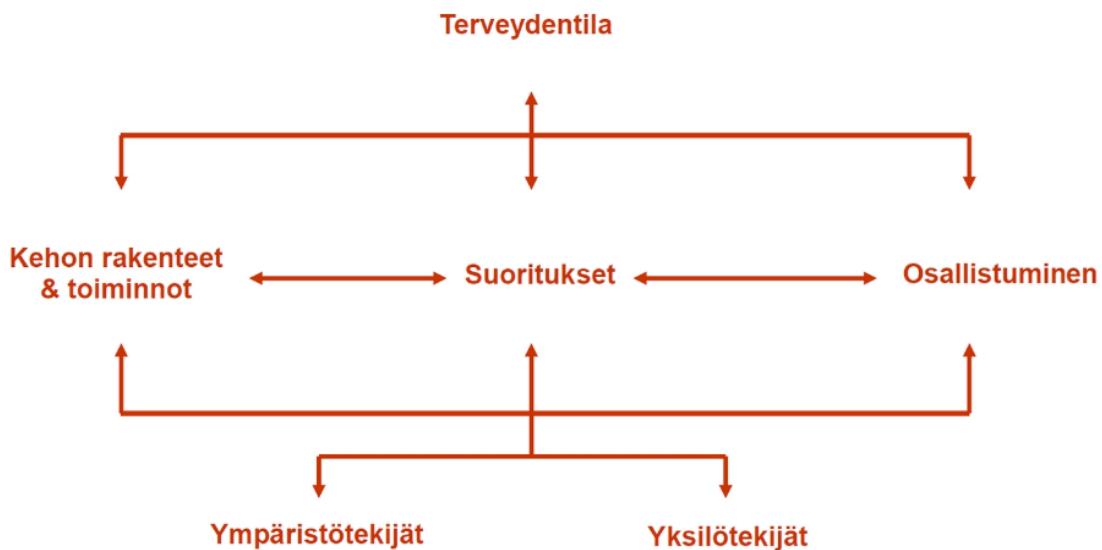 Terveydentila
Kehon rakenteet
& toiminnot
Suoritukset
Osallistuminen
Ympäristötekijät
Yksilötekijät